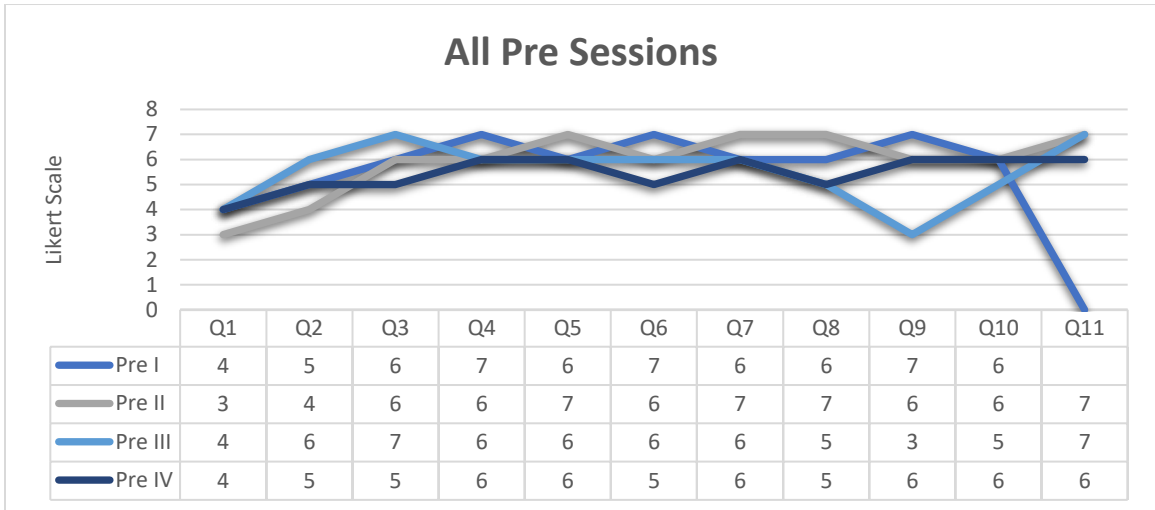 All Pre Sessions
Likert Scale
8
7
6
5
4
3
2
1
0
Q1 Q2 Q3 Q4 Q5 Q6 Q7 Q8 Q9 Q10 Q11
Pre I 4 5 6 7 6 7 6 6 7 6
Pre II 3 4 6 6 7 6 7 7 6 6 7
Pre III 4 6 7 6 6 6 6 5 3 5 7
Pre IV 4 5 5 6 6 5 6 5 6 6 6